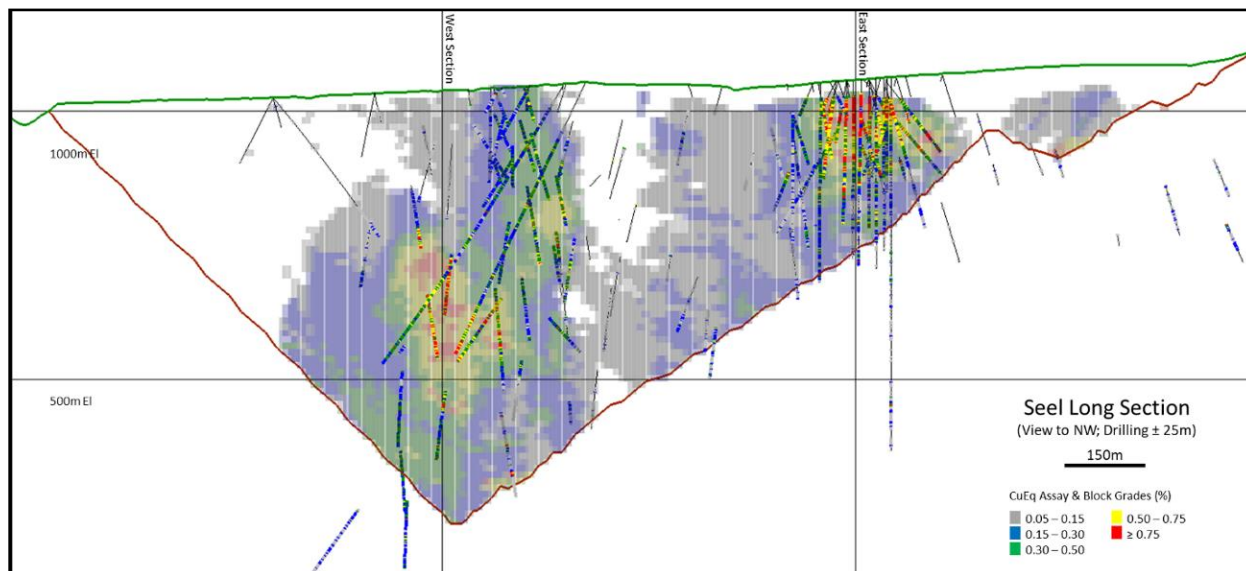 West Section
East Section
1000m El
500m El
Seel Long Section
(View to NW; Drilling ± 25m)
150m
CuEq Assay & Block Grades (%)
0.05 – 0.15
0.50 – 0.75
0.15 – 0.30
≥ 0.75
0.30 – 0.50